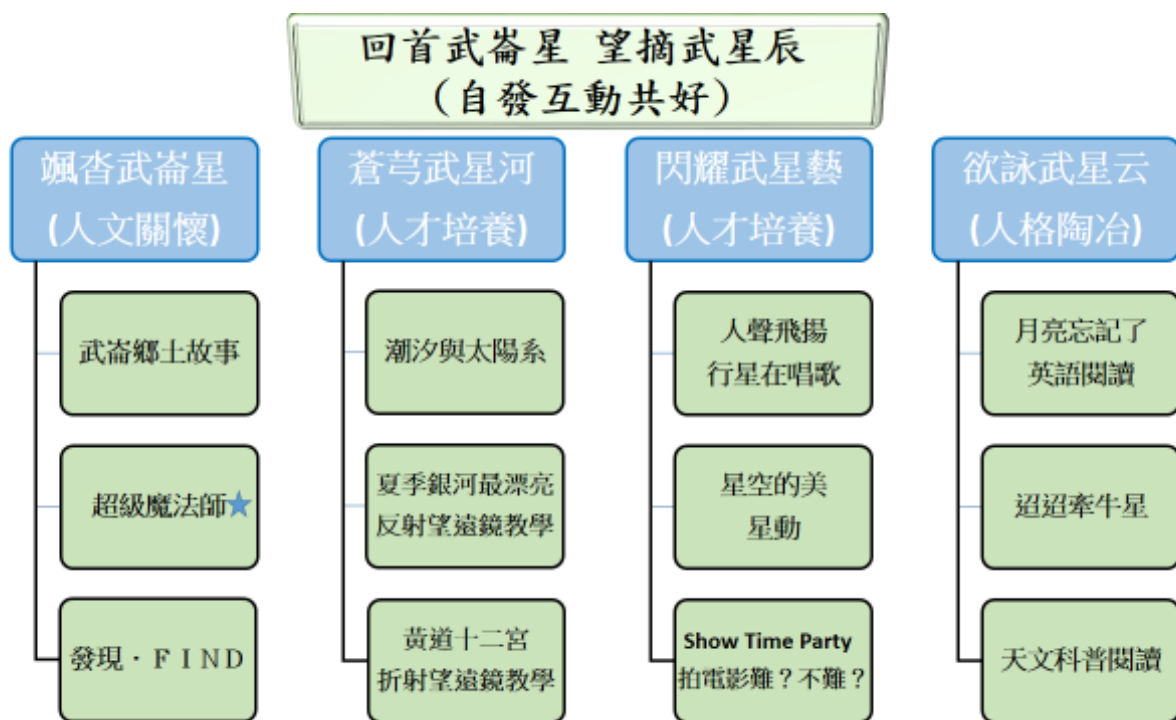 回首武崙星 望摘武星辰
(自發互動共好)
颯沓武崙星
(人文關懷)
武崙鄉土故事
超級魔法師★
發現·ＦＩＮＤ
蒼芎武星河
(人才培養)
潮汐與太陽系
夏季銀河最漂亮
反射望遠鏡教學
黃道十二宮
折射望遠鏡教學
閃耀武星藝
(人才培養)
人聲飛揚
行星在唱歌
星空的美
星動
Show Time Party
拍電影難？不難？
欲詠武星云
(人格陶冶)
月亮忘記了
英語閱讀
迢迢牽牛星
天文科普閱讀